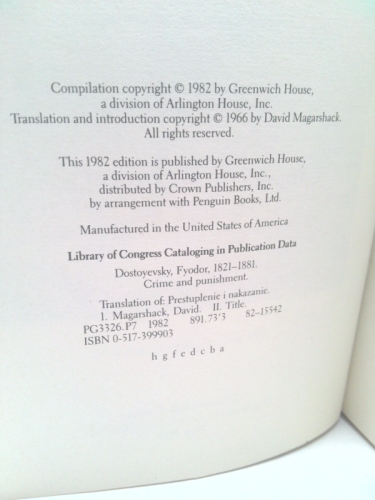 Compilation copyright © 1982 by Greenwich House,
a division of Arlington House, Inc.
Translation and introduction copyright © 1966 by David Magarshack.
All rights reserved.
This 1982 edition is published by Greenwich House,
a division of Arlington House, Inc.,
distributed by Crown Publishers, Inc.
by arrangement with Penguin Books, Ltd.
Manufactured in the United States of America
Library of Congress Cataloging in Publication Data
Dostoyevsky, Fyodor, 1821–1881.
Crime and punishment.
Translation of: Prestuplenie i nakazanie.
1. Magarshack, David. II. Title.
PG3326.P7 1982 891.73'3 82-15542
ISBN 0-517-399903
h g f e d c b a